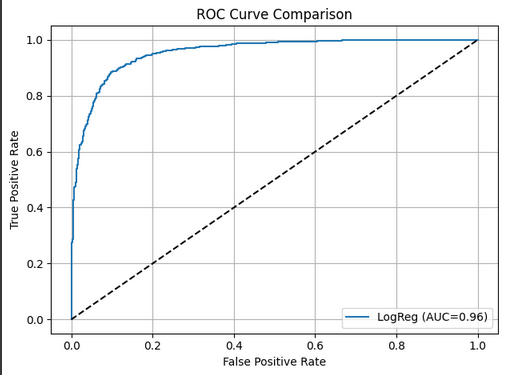 ROC Curve Comparison
True Positive Rate
1.0
0.8
0.6
0.4
0.2
0.0
0.0 0.2 0.4 0.6 0.8 1.0
False Positive Rate
LogReg (AUC=0.96)